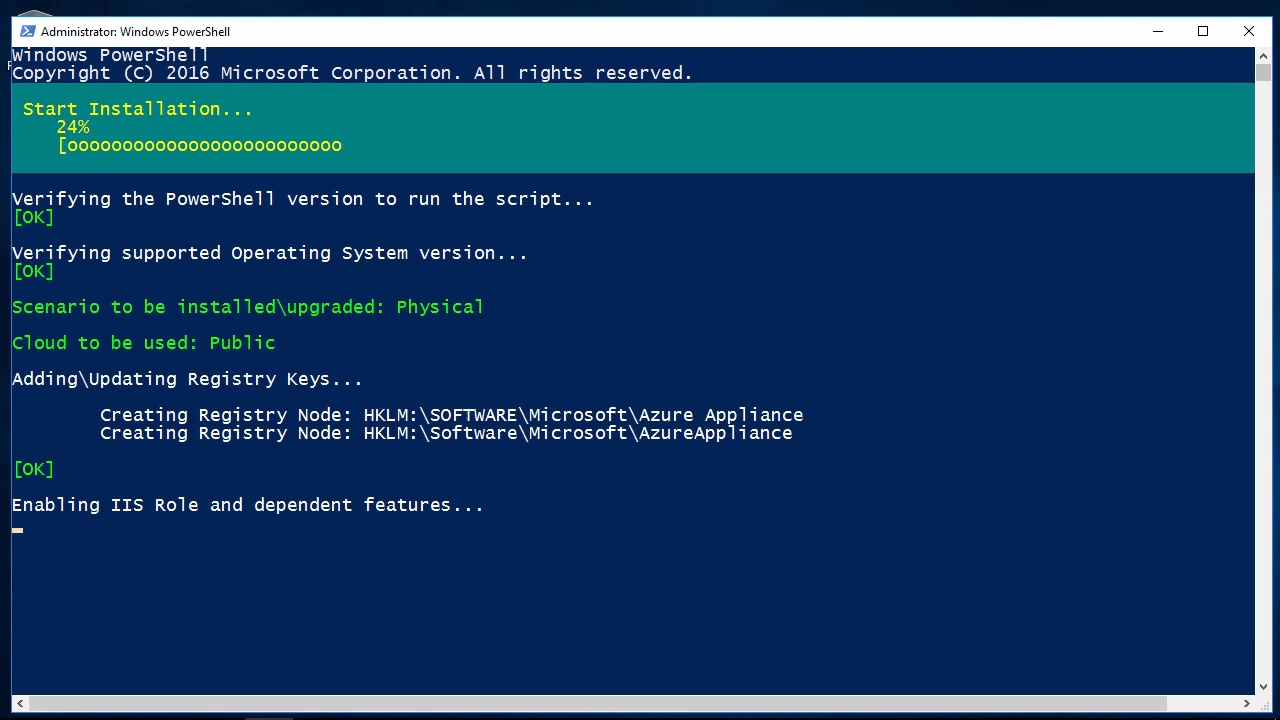 Administrator: Windows PowerShell
Windows PowerShell
Copyright (C) 2016 Microsoft Corporation. All rights reserved.
Start Installation...
24%
[ooooooooooooooooooooooooo
Verifying the PowerShell version to run the script...
[OK]
Verifying supported Operating System version...
[OK]
Scenario to be installed\upgraded: Physical
Cloud to be used: Public
Adding\Updating Registry Keys...
Creating Registry Node: HKLM:\SOFTWARE\Microsoft\Azure Appliance
Creating Registry Node: HKLM:\Software\Microsoft\AzureAppliance
[OK]
Enabling IIS Role and dependent features...